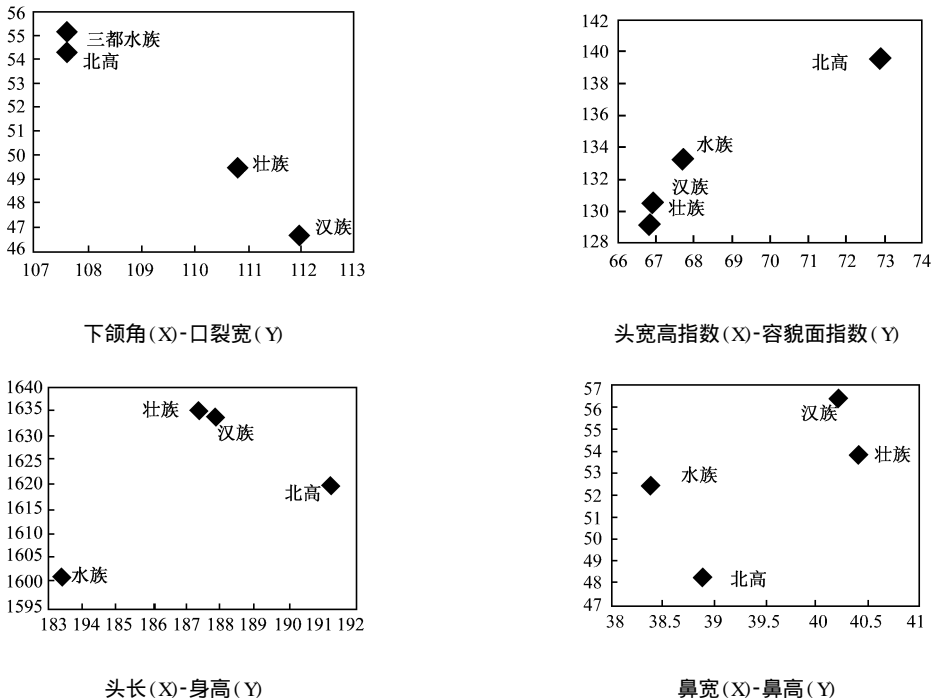 56
55
54
53
52
50
49
47
46
三都水族
北高
壮族
汉族
107 108 109 110 111 112 113
下颌角(X)-口裂宽(Y)
142
140
138
136
134
132
130
128
北高
水族
汉族
壮族
66 67 68 69 70 71 72 73 74
头宽高指数(X)-容貌面指数(Y)
1640
1635
1630
1625
1620
1610
1605
1600
1595
壮族
汉族
北高
水族
183 184 185 186 187 188 189 190 191 192
头长(X)-身高(Y)
57
56
55
54
53
52
51
50
49
48
47
汉族
壮族
水族
北高
38 38.5 39 39.5 40 40.5 41
鼻宽(X)-鼻高(Y)